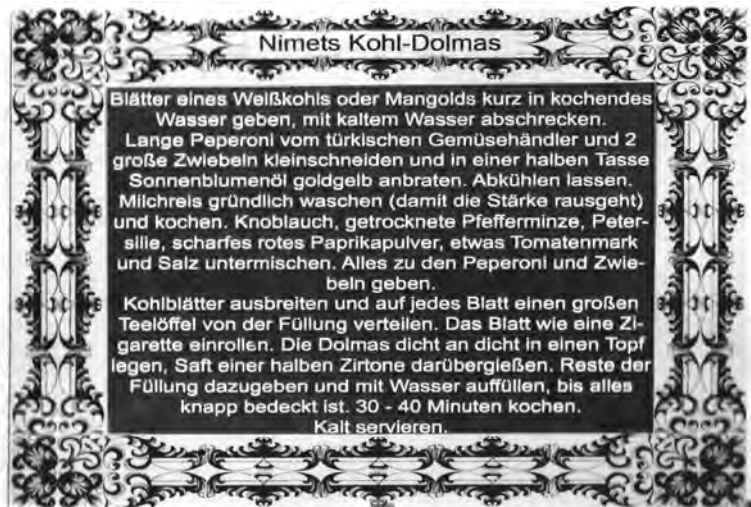 Nimets Kohl-Dolmas
Blätter eines Weißkohls oder Mangolds kurz in kochendes
Wasser geben, mit kaltem Wasser abschrecken.
Lange Peperoni vom türkischen Gemüsehändler und 2
große Zwiebeln kleinschneiden und in einer halben Tasse
Sonnenblumenöl goldgelb anbraten. Abkühlen lassen.
Milchreis gründlich waschen (damit die Stärke rausgeht)
und kochen. Knoblauch, getrocknete Pfefferminze, Peter-
silie, scharfes rotes Paprikapulver, etwas Tomatenmark
und Salz untermischen. Alles zu den Peperoni und Zwie-
beln geben.
Kohlblätter ausbreiten und auf jedes Blatt einen großen
Teelöffel von der Füllung verteilen. Das Blatt wie eine Zi-
garette einrollen. Die Dolmas dicht an dicht in einen Topf
legen, Saft einer halben Zirtone darübergießen. Reste der
Füllung dazugeben und mit Wasser auffüllen, bis alles
knapp bedeckt ist. 30 - 40 Minuten kochen.
Kalt servieren.